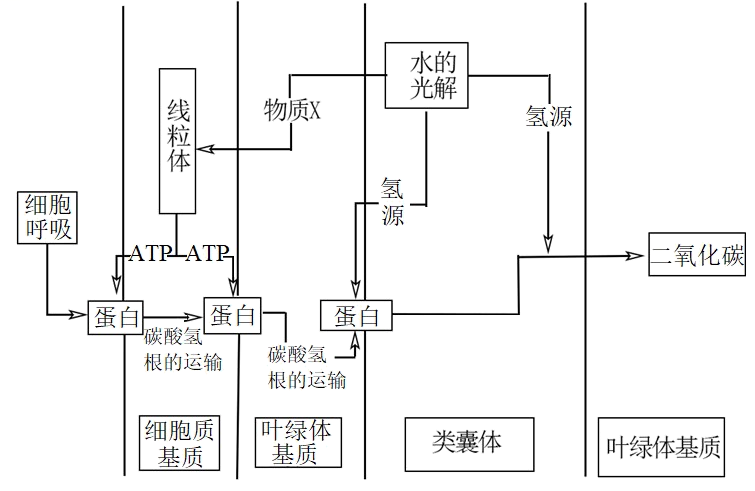 水的
光解
物质X
氢源
线
粒
体
氢
源
细胞
呼吸
ATP
ATP
二氧化碳
蛋白
蛋白
蛋白
碳酸氢
根的运输
碳酸氢
根的运输
细胞质
基质
叶绿体
基质
类囊体
叶绿体基质